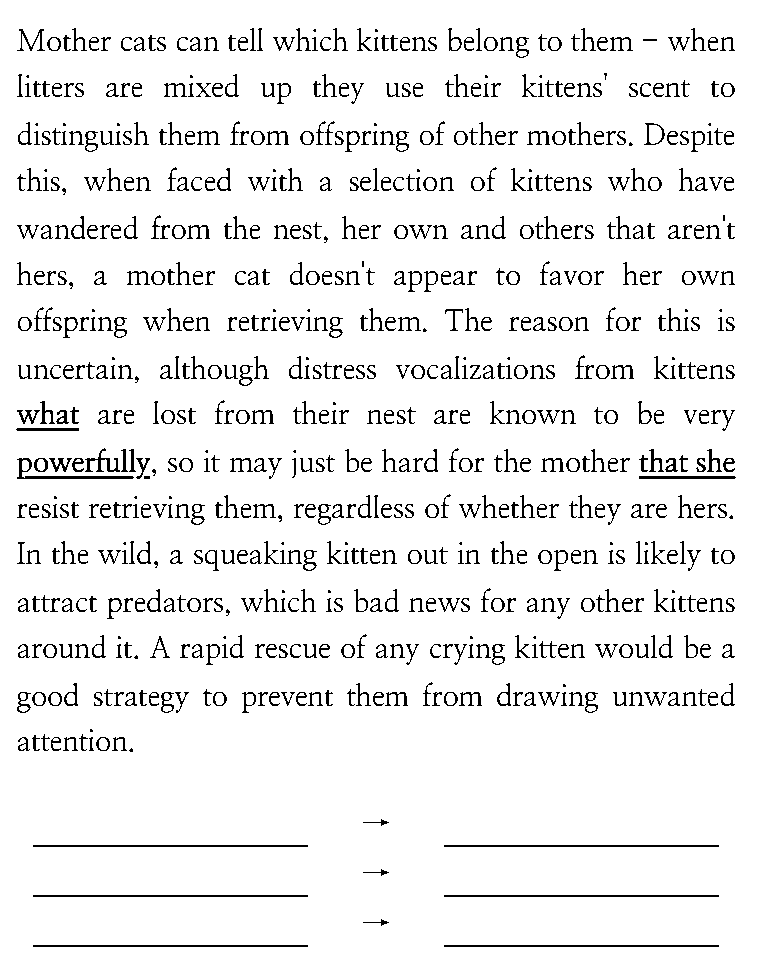 Mother cats can tell which kittens belong to them – when
litters are mixed up they use their kittens' scent to
distinguish them from offspring of other mothers. Despite
this, when faced with a selection of kittens who have
wandered from the nest, her own and others that aren't
hers, a mother cat doesn't appear to favor her own
offspring when retrieving them. The reason for this is
uncertain, although distress vocalizations from kittens
what are lost from their nest are known to be very
powerfully, so it may just be hard for the mother that she
resist retrieving them, regardless of whether they are hers.
In the wild, a squeaking kitten out in the open is likely to
attract predators, which is bad news for any other kittens
around it. A rapid rescue of any crying kitten would be a
good strategy to prevent them from drawing unwanted
attention.
→
→
→